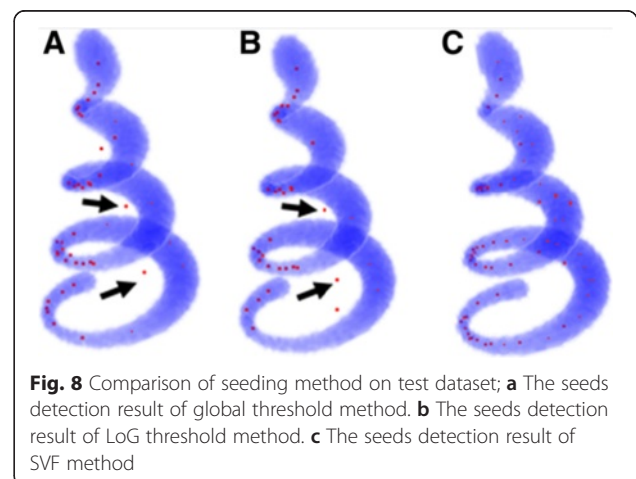 A B C
Fig. 8 Comparison of seeding method on test dataset; a The seeds
detection result of global threshold method. b The seeds detection
result of LoG threshold method. c The seeds detection result of
SVF method